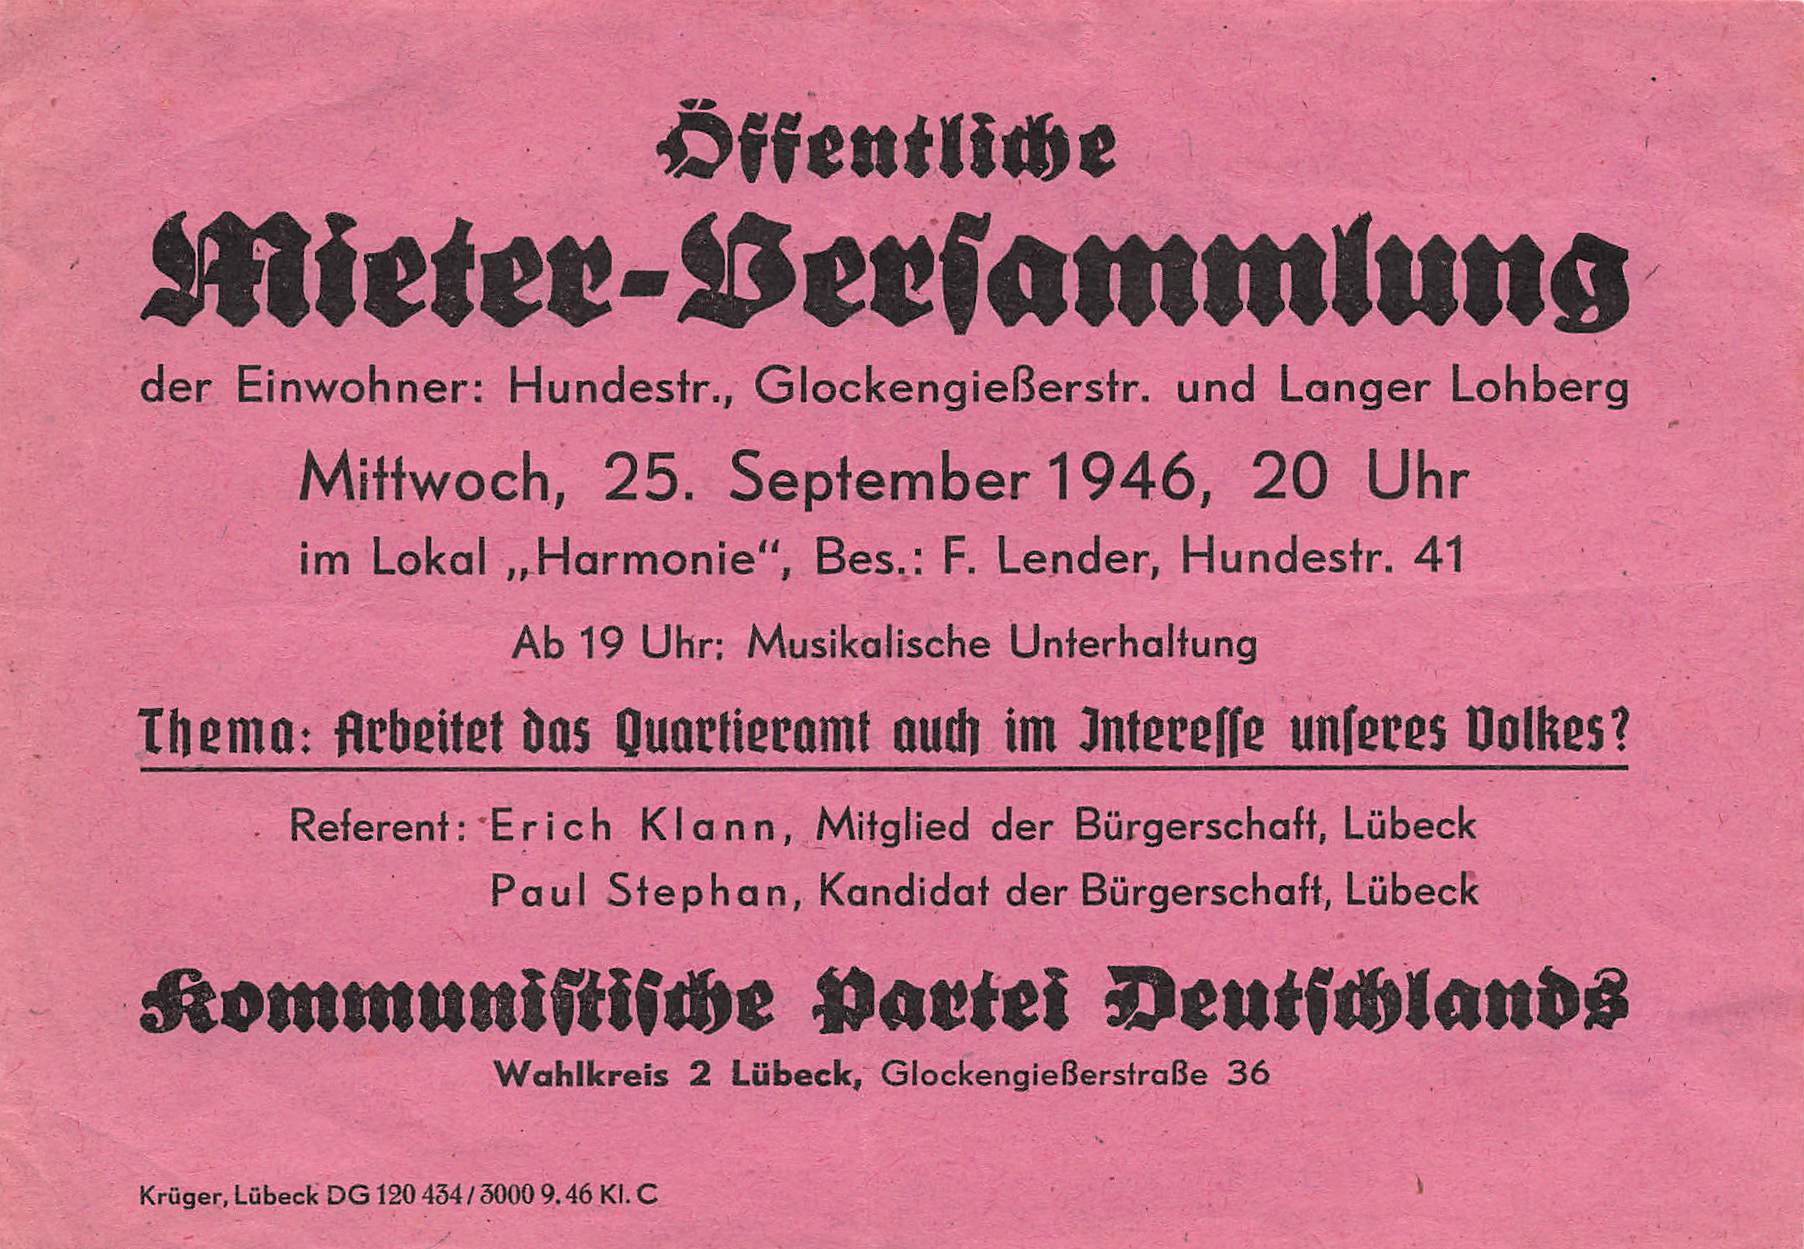 Öffentliche
Mieter-Versammlung
der Einwohner: Hundestr., Glockengießerstr. und Langer Lohberg
Mittwoch, 25. September 1946, 20 Uhr
im Lokal „Harmonie“, Bes.: F. Lender, Hundestr. 41
Ab 19 Uhr: Musikalische Unterhaltung
Thema: Arbeitet das Quartieramt auch im Intereſſe unſeres Volkes?
Referent: Erich Klann, Mitglied der Bürgerschaft, Lübeck
Paul Stephan, Kandidat der Bürgerschaft, Lübeck
Kommuniſtiſche Partei Deutſchlands
Wahlkreis 2 Lübeck, Glockengießerstraße 36
Krüger, Lübeck DG 120 434 / 3000 9. 46 Kl. C